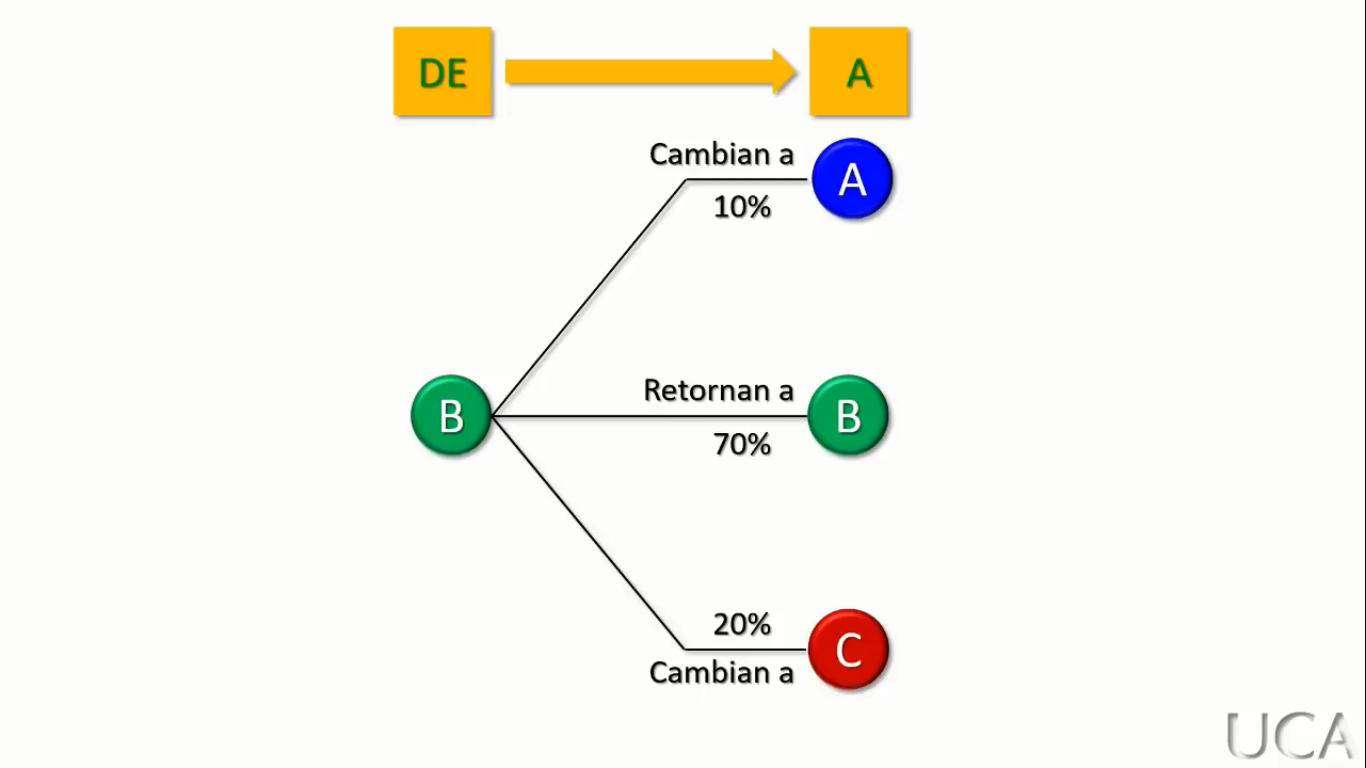 DE
A
Cambian a
A
10%
Retornan a
B
B
70%
20%
C
Cambian a
UCA